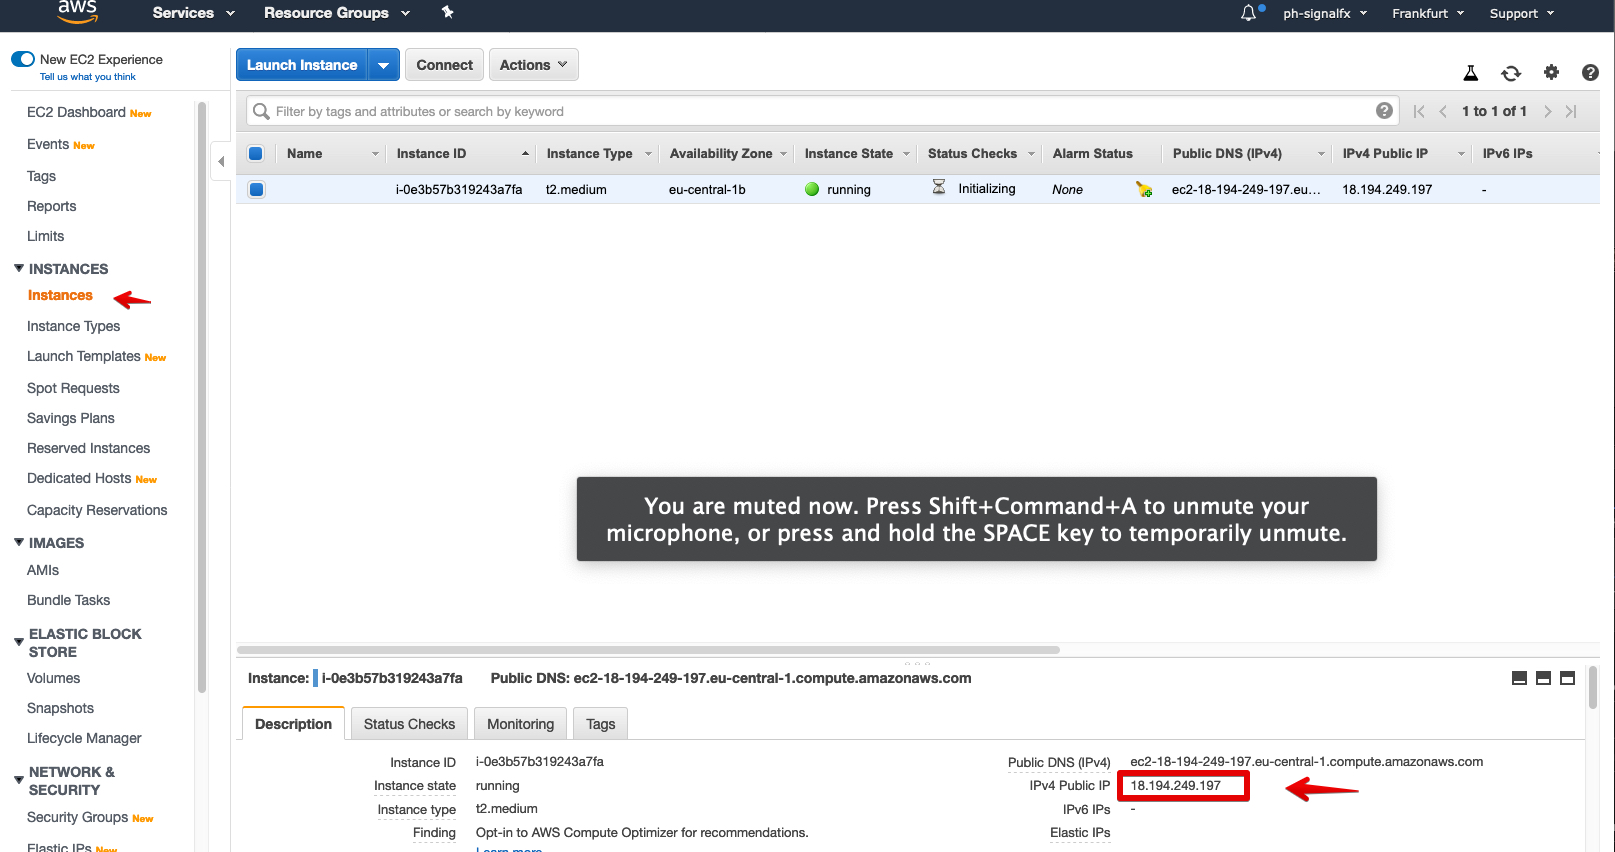 aws
Services
Resource Groups
ph-signalfx
Frankfurt
Support
New EC2 Experience
Tell us what you think
EC2 Dashboard New
Events New
Tags
Reports
Limits
INSTANCES
Instances
Instance Types
Launch Templates New
Spot Requests
Savings Plans
Reserved Instances
Dedicated Hosts New
Capacity Reservations
IMAGES
AMIs
Bundle Tasks
ELASTIC BLOCK
STORE
Volumes
Snapshots
Lifecycle Manager
NETWORK &
SECURITY
Security Groups New
Elastic IPs New
Launch Instance
Connect
Actions
Filter by tags and attributes or search by keyword
1 to 1 of 1
Name Instance ID Instance Type Availability Zone Instance State Status Checks Alarm Status Public DNS (IPv4) IPv4 Public IP IPv6 IPs
i-0e3b57b319243a7fa t2.medium eu-central-1b running Initializing None ec2-18-194-249-197.eu... 18.194.249.197 -
You are muted now. Press Shift+Command+A to unmute your
microphone, or press and hold the SPACE key to temporarily unmute.
Instance: i-0e3b57b319243a7fa Public DNS: ec2-18-194-249-197.eu-central-1.compute.amazonaws.com
Description
Status Checks
Monitoring
Tags
Instance ID i-0e3b57b319243a7fa
Instance state running
Instance type t2.medium
Finding Opt-in to AWS Compute Optimizer for recommendations.
Learn more
Public DNS (IPv4) ec2-18-194-249-197.eu-central-1.compute.amazonaws.com
IPv4 Public IP 18.194.249.197
IPv6 IPs -
Elastic IPs